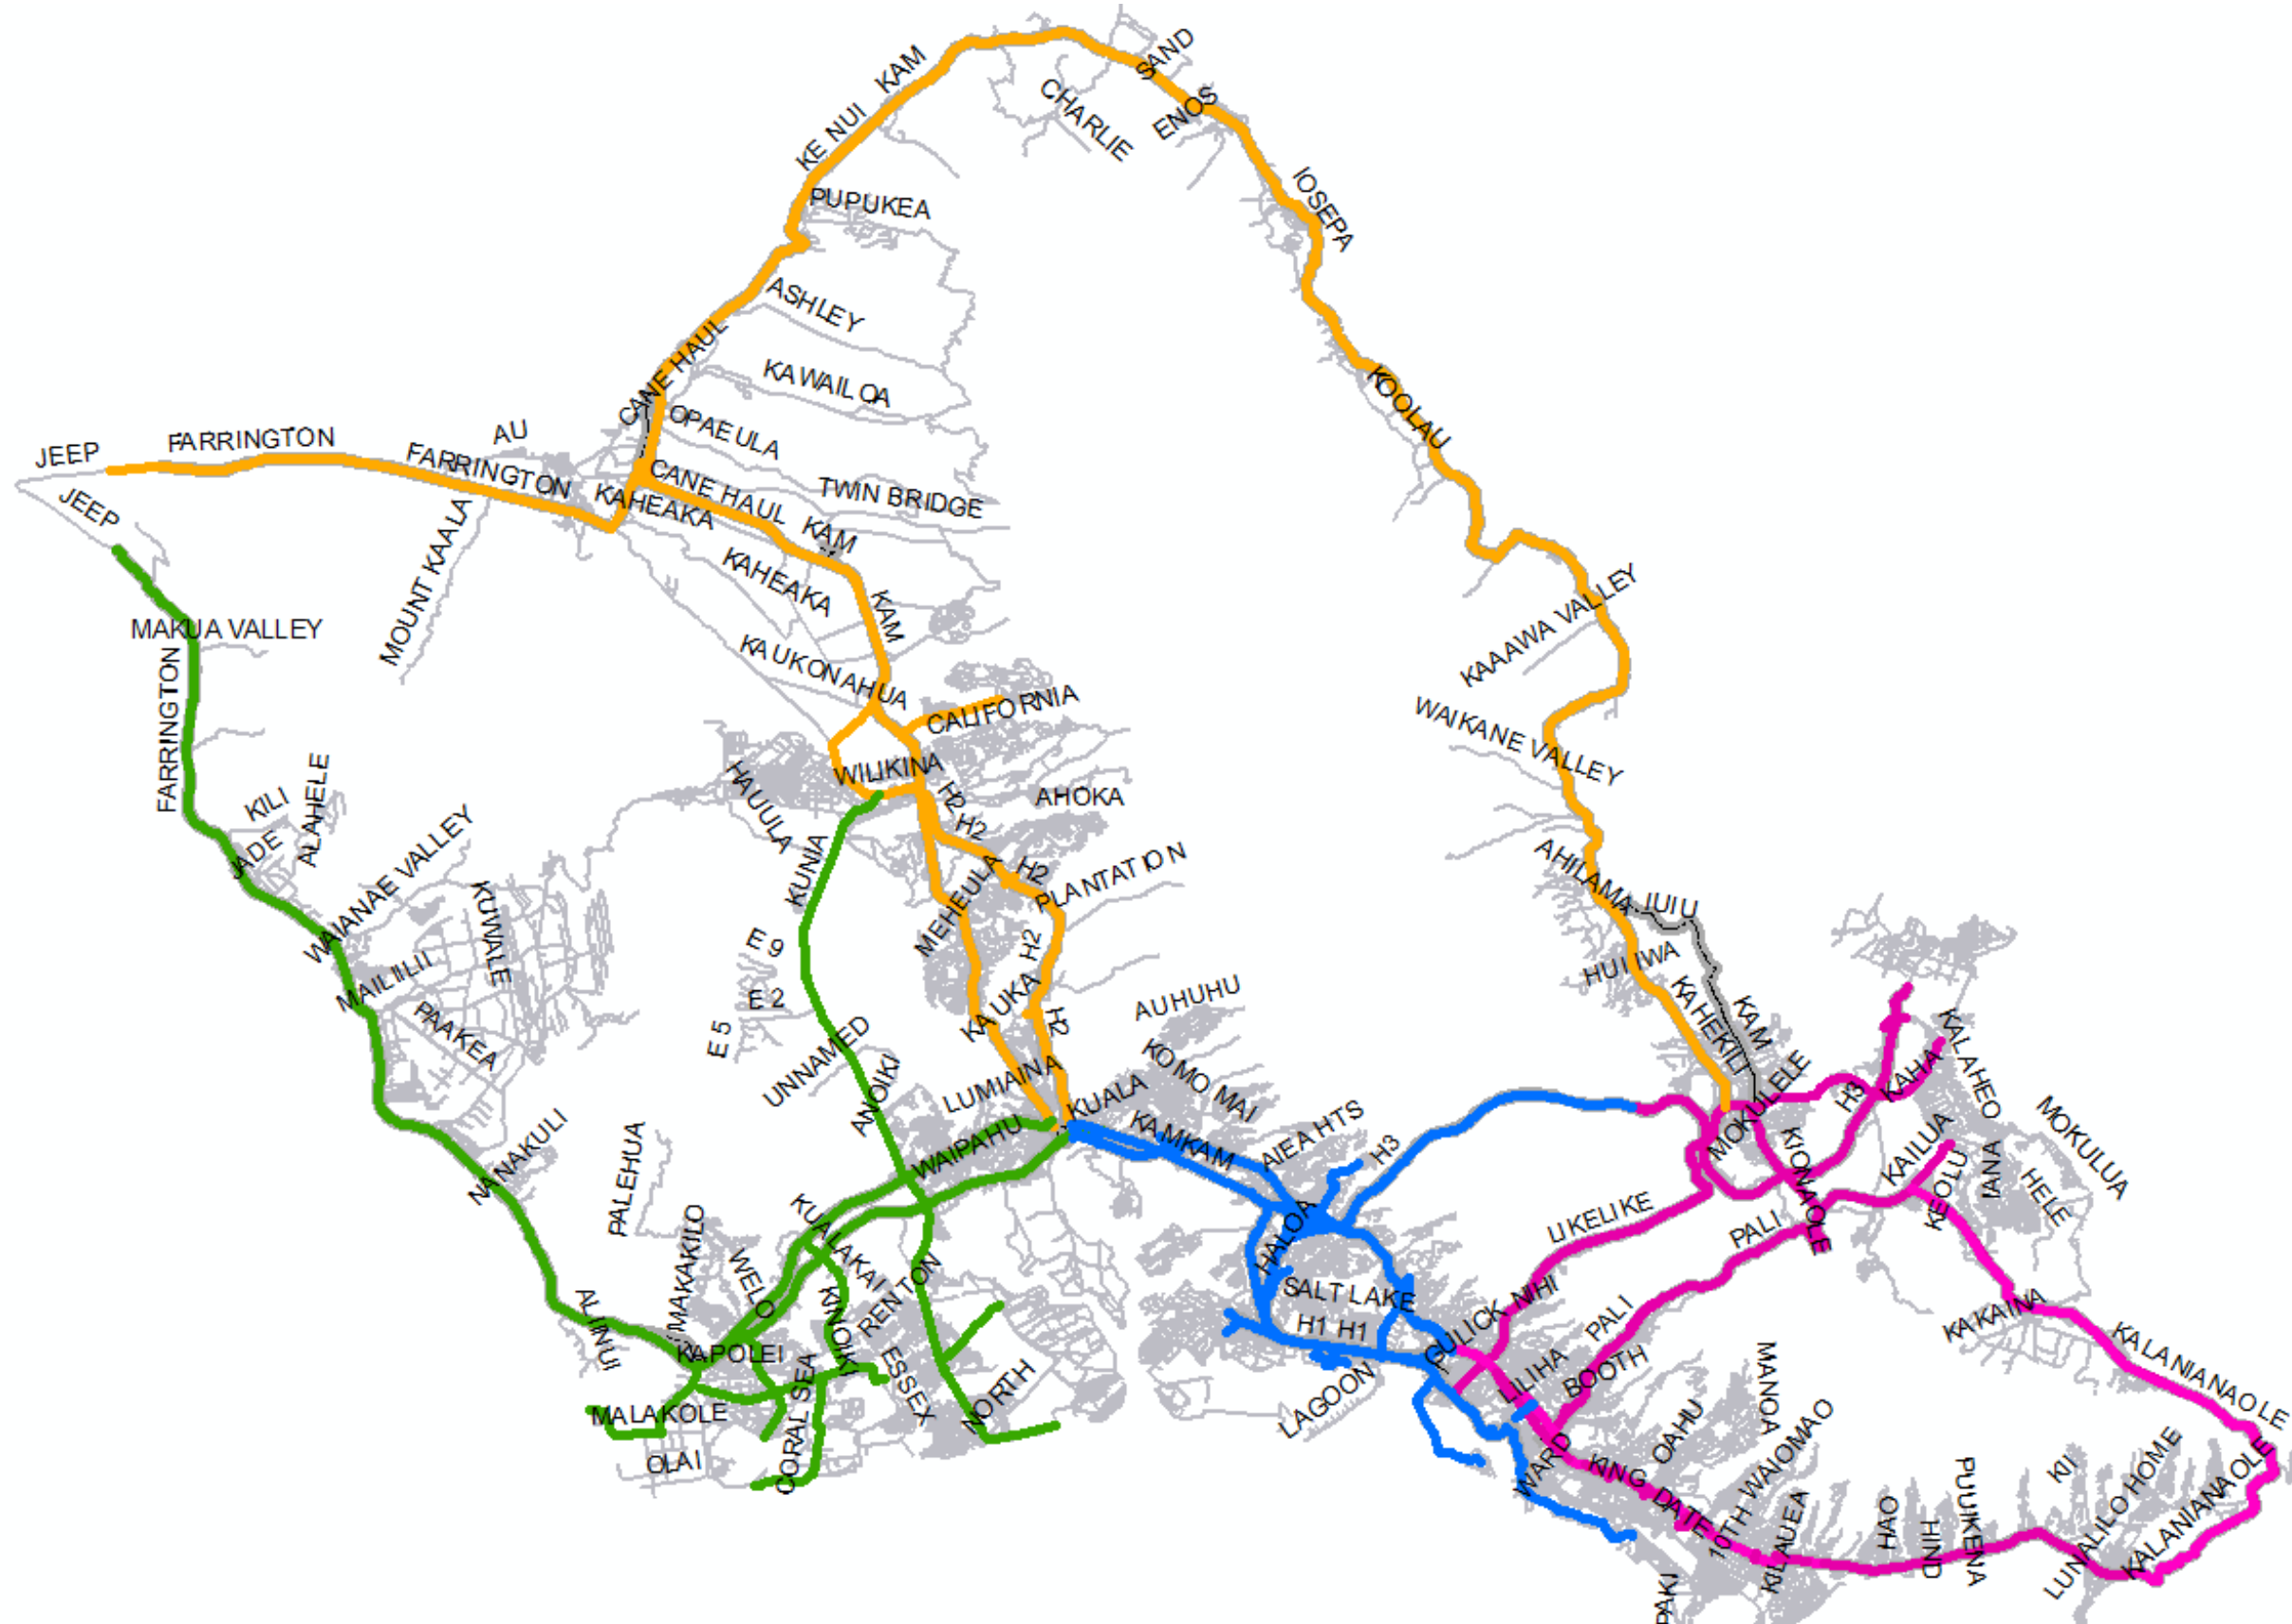 SAND
KAM
CHARLIE
ENOS
KE NUI
PUPUKEA
IOSEPA
ASHLEY
CANE HAUL
KAWAILOA
KOOLAU
OPAEULA
AU
JEEP
FARRINGTON
FARRINGTON
CANE HAUL
TWIN BRIDGE
KAHEAKA
JEEP
KAM
MOUNT KAALA
KAHEAKA
KAM
KAAAWA VALLEY
MAKUA VALLEY
FARRINGTON
KAUKONAHUA
CALIFORNIA
WAIKANE VALLEY
WILIKINA
HAUULA
H2
AHOKA
KILI
ALAHELE
JADE
H2
KUNIA
WAIANAE VALLEY
H2
PLANTATION
MEHEULA
AHILAMA
IUIU
KUWALE
E 9
H2
HULIWA
MAILIILII
E 2
KAUKA
AUHUHU
KAHEKILI
KAM
PAAKEA
E 5
UNNAMED
H2
KALAHEO
ANOIKI
LUMIAINA
KUALA
KOMO MAI
MOKULELE
H3
KAHA
NANAKULI
PALEHUA
WAIPAHU
KAMKAM
AIEA HTS
H3
KIONAOLE
KAILUA
KEOLU
IANA
MOKULUA
HELE
MAKAKILO
KUALAKAI
WELO
HALOA
LIKELIKE
PALI
RENTON
KINOIKI
SALT LAKE
H1
H1
GULICK
NIHI
PALI
KAKAINA
ALIINUI
KAPOLEI
ESSEX
LAGOON
LILIHA
BOOTH
MANOA
KALANIANAOLE
MALAKOLE
CORAL SEA
NORTH
OAHU
WAIOMAO
OLAI
WARD
KING
DATE
10TH
KILAUEA
HAO
HIND
PUUIKENA
KII
LUNALILO HOME
KALANIANAOLE
PAKI